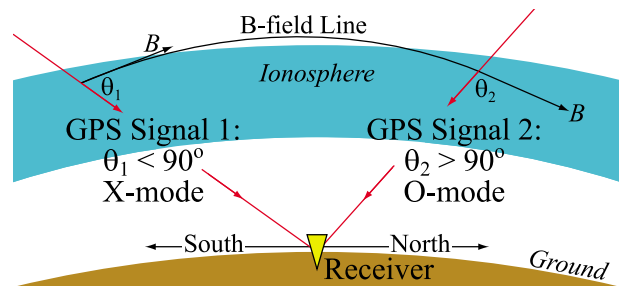 B-field Line
B
Ionosphere
θ₁
θ₂
B
GPS Signal 1:
θ₁ < 90°
X-mode
GPS Signal 2:
θ₂ > 90°
O-mode
South
North
Receiver
Ground